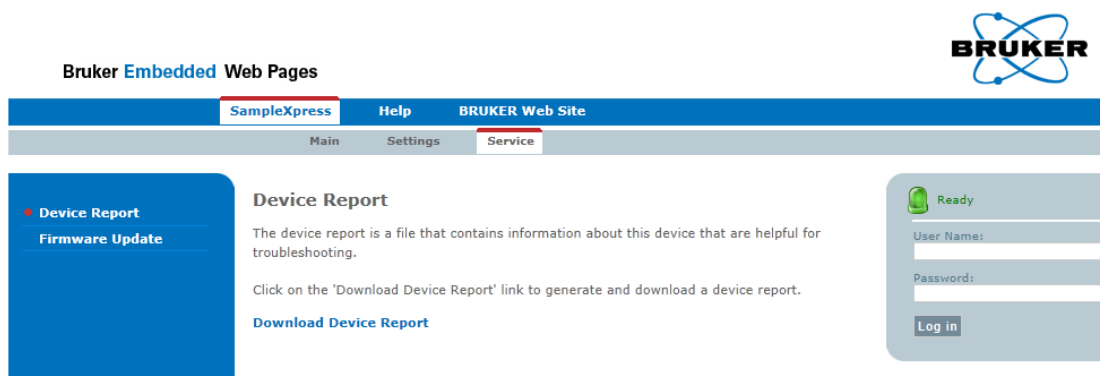 BRUKER
Bruker Embedded Web Pages
SampleXpress Help BRUKER Web Site
Main Settings Service
Device Report
Firmware Update
Device Report
The device report is a file that contains information about this device that are helpful for
troubleshooting.
Click on the 'Download Device Report' link to generate and download a device report.
Download Device Report
Ready
User Name:
Password:
Log in